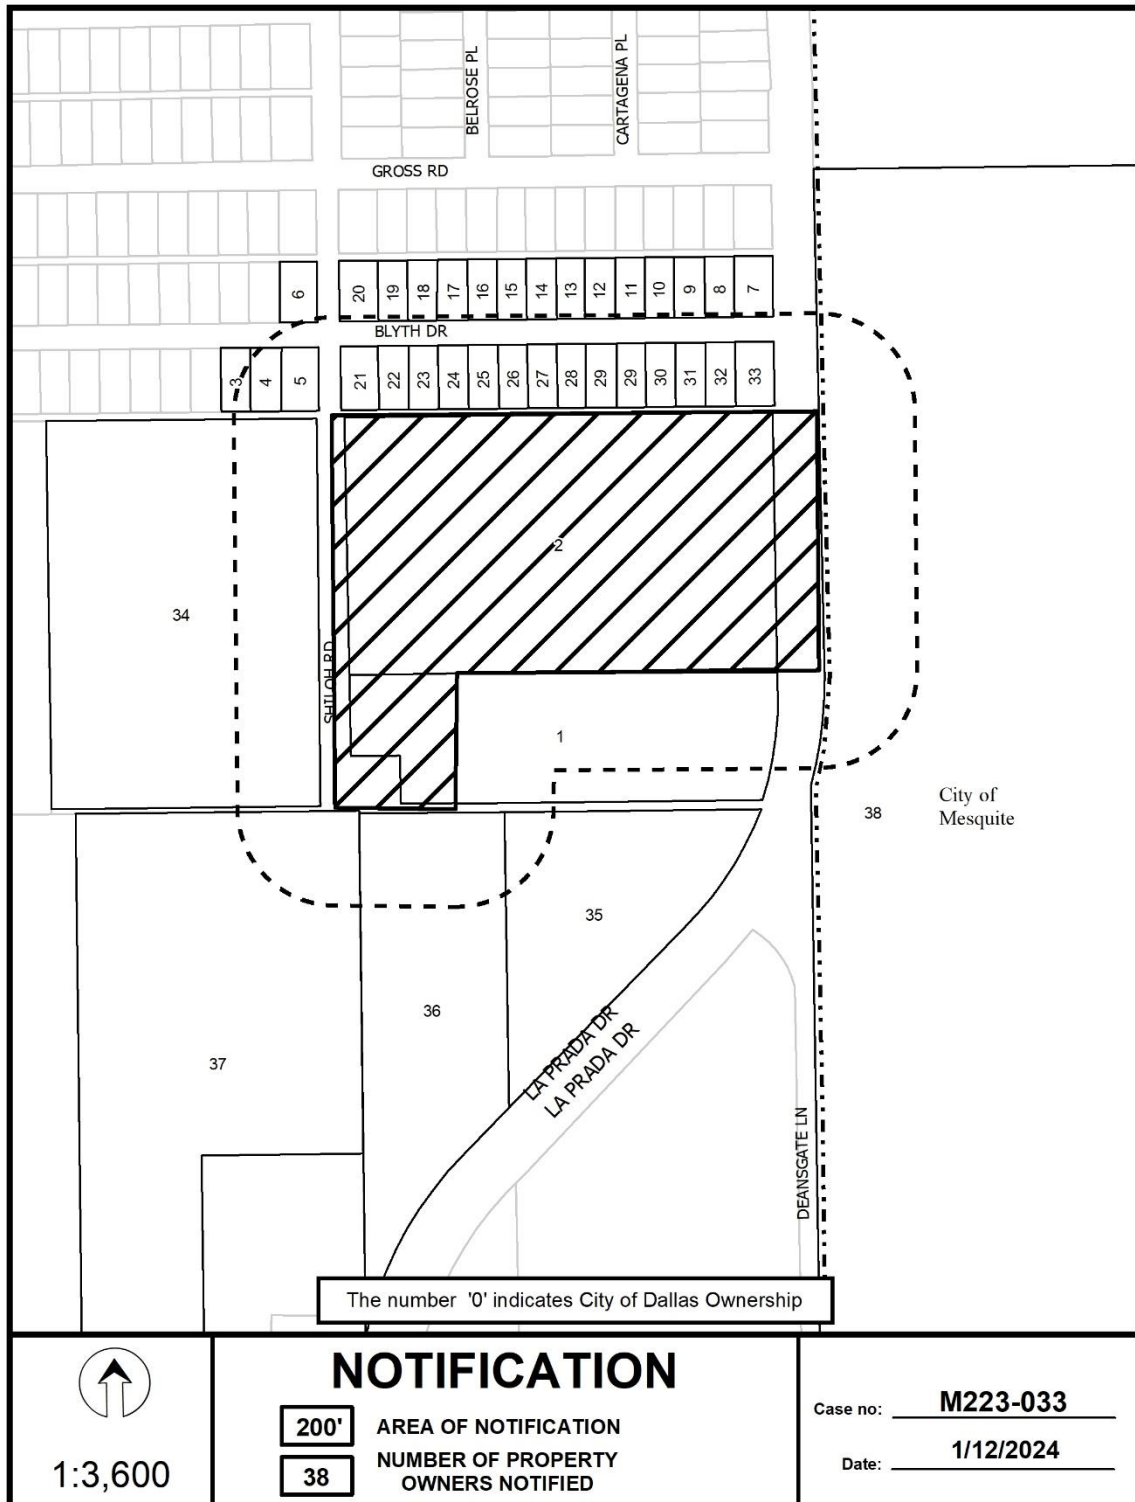 BELROSE PL
CARTAGENA PL
GROSS RD
6
20 19 18 17 16 15 14 13 12 11 10 9 8 7
BLYTH DR
3 4 5
21 22 23 24 25 26 27 28 29 29 30 31 32 33
2
34
SHILOH RD
1
38
City of
Mesquite
35
36
37
LA PRADA DR
LA PRADA DR
DEANSGATE LN
The number '0' indicates City of Dallas Ownership
1:3,600
NOTIFICATION
200' AREA OF NOTIFICATION
38 NUMBER OF PROPERTY
OWNERS NOTIFIED
Case no: M223-033
Date: 1/12/2024